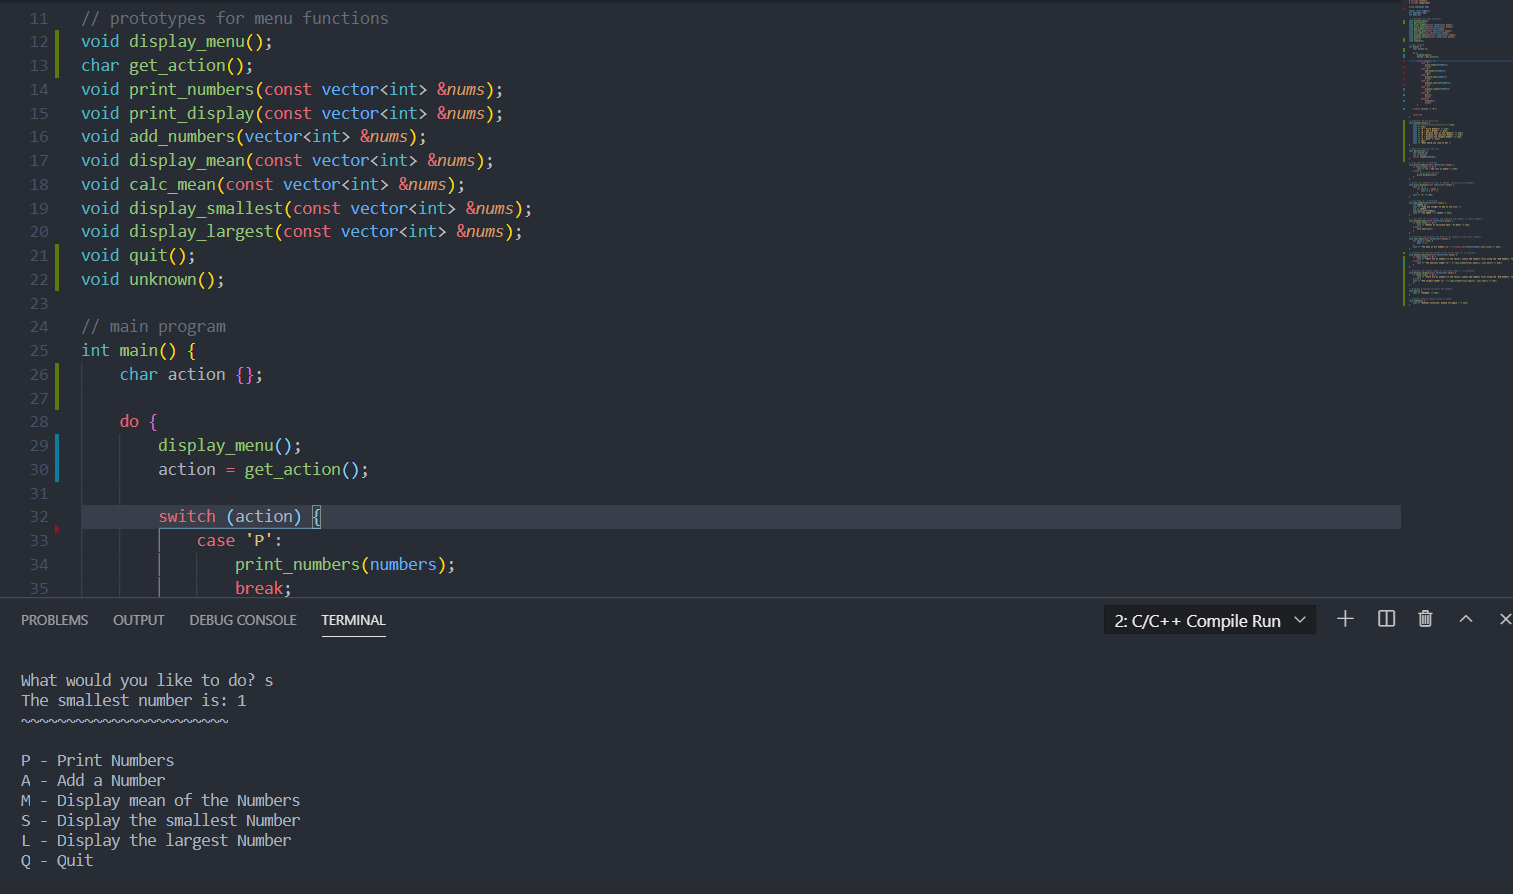 11 // prototypes for menu functions
12 void display_menu();
13 char get_action();
14 void print_numbers(const vector<int> &nums);
15 void print_display(const vector<int> &nums);
16 void add_numbers(vector<int> &nums);
17 void display_mean(const vector<int> &nums);
18 void calc_mean(const vector<int> &nums);
19 void display_smallest(const vector<int> &nums);
20 void display_largest(const vector<int> &nums);
21 void quit();
22 void unknown();
23
24 // main program
25 int main() {
26     char action {};
27
28     do {
29         display_menu();
30         action = get_action();
31
32         switch (action) {
33             case 'P':
34                 print_numbers(numbers);
35                 break;
PROBLEMS OUTPUT DEBUG CONSOLE TERMINAL 2: C/C++ Compile Run
What would you like to do? s
The smallest number is: 1
~~~~~~~~~~~~~~~~~~~~~~~
P - Print Numbers
A - Add a Number
M - Display mean of the Numbers
S - Display the smallest Number
L - Display the largest Number
Q - Quit